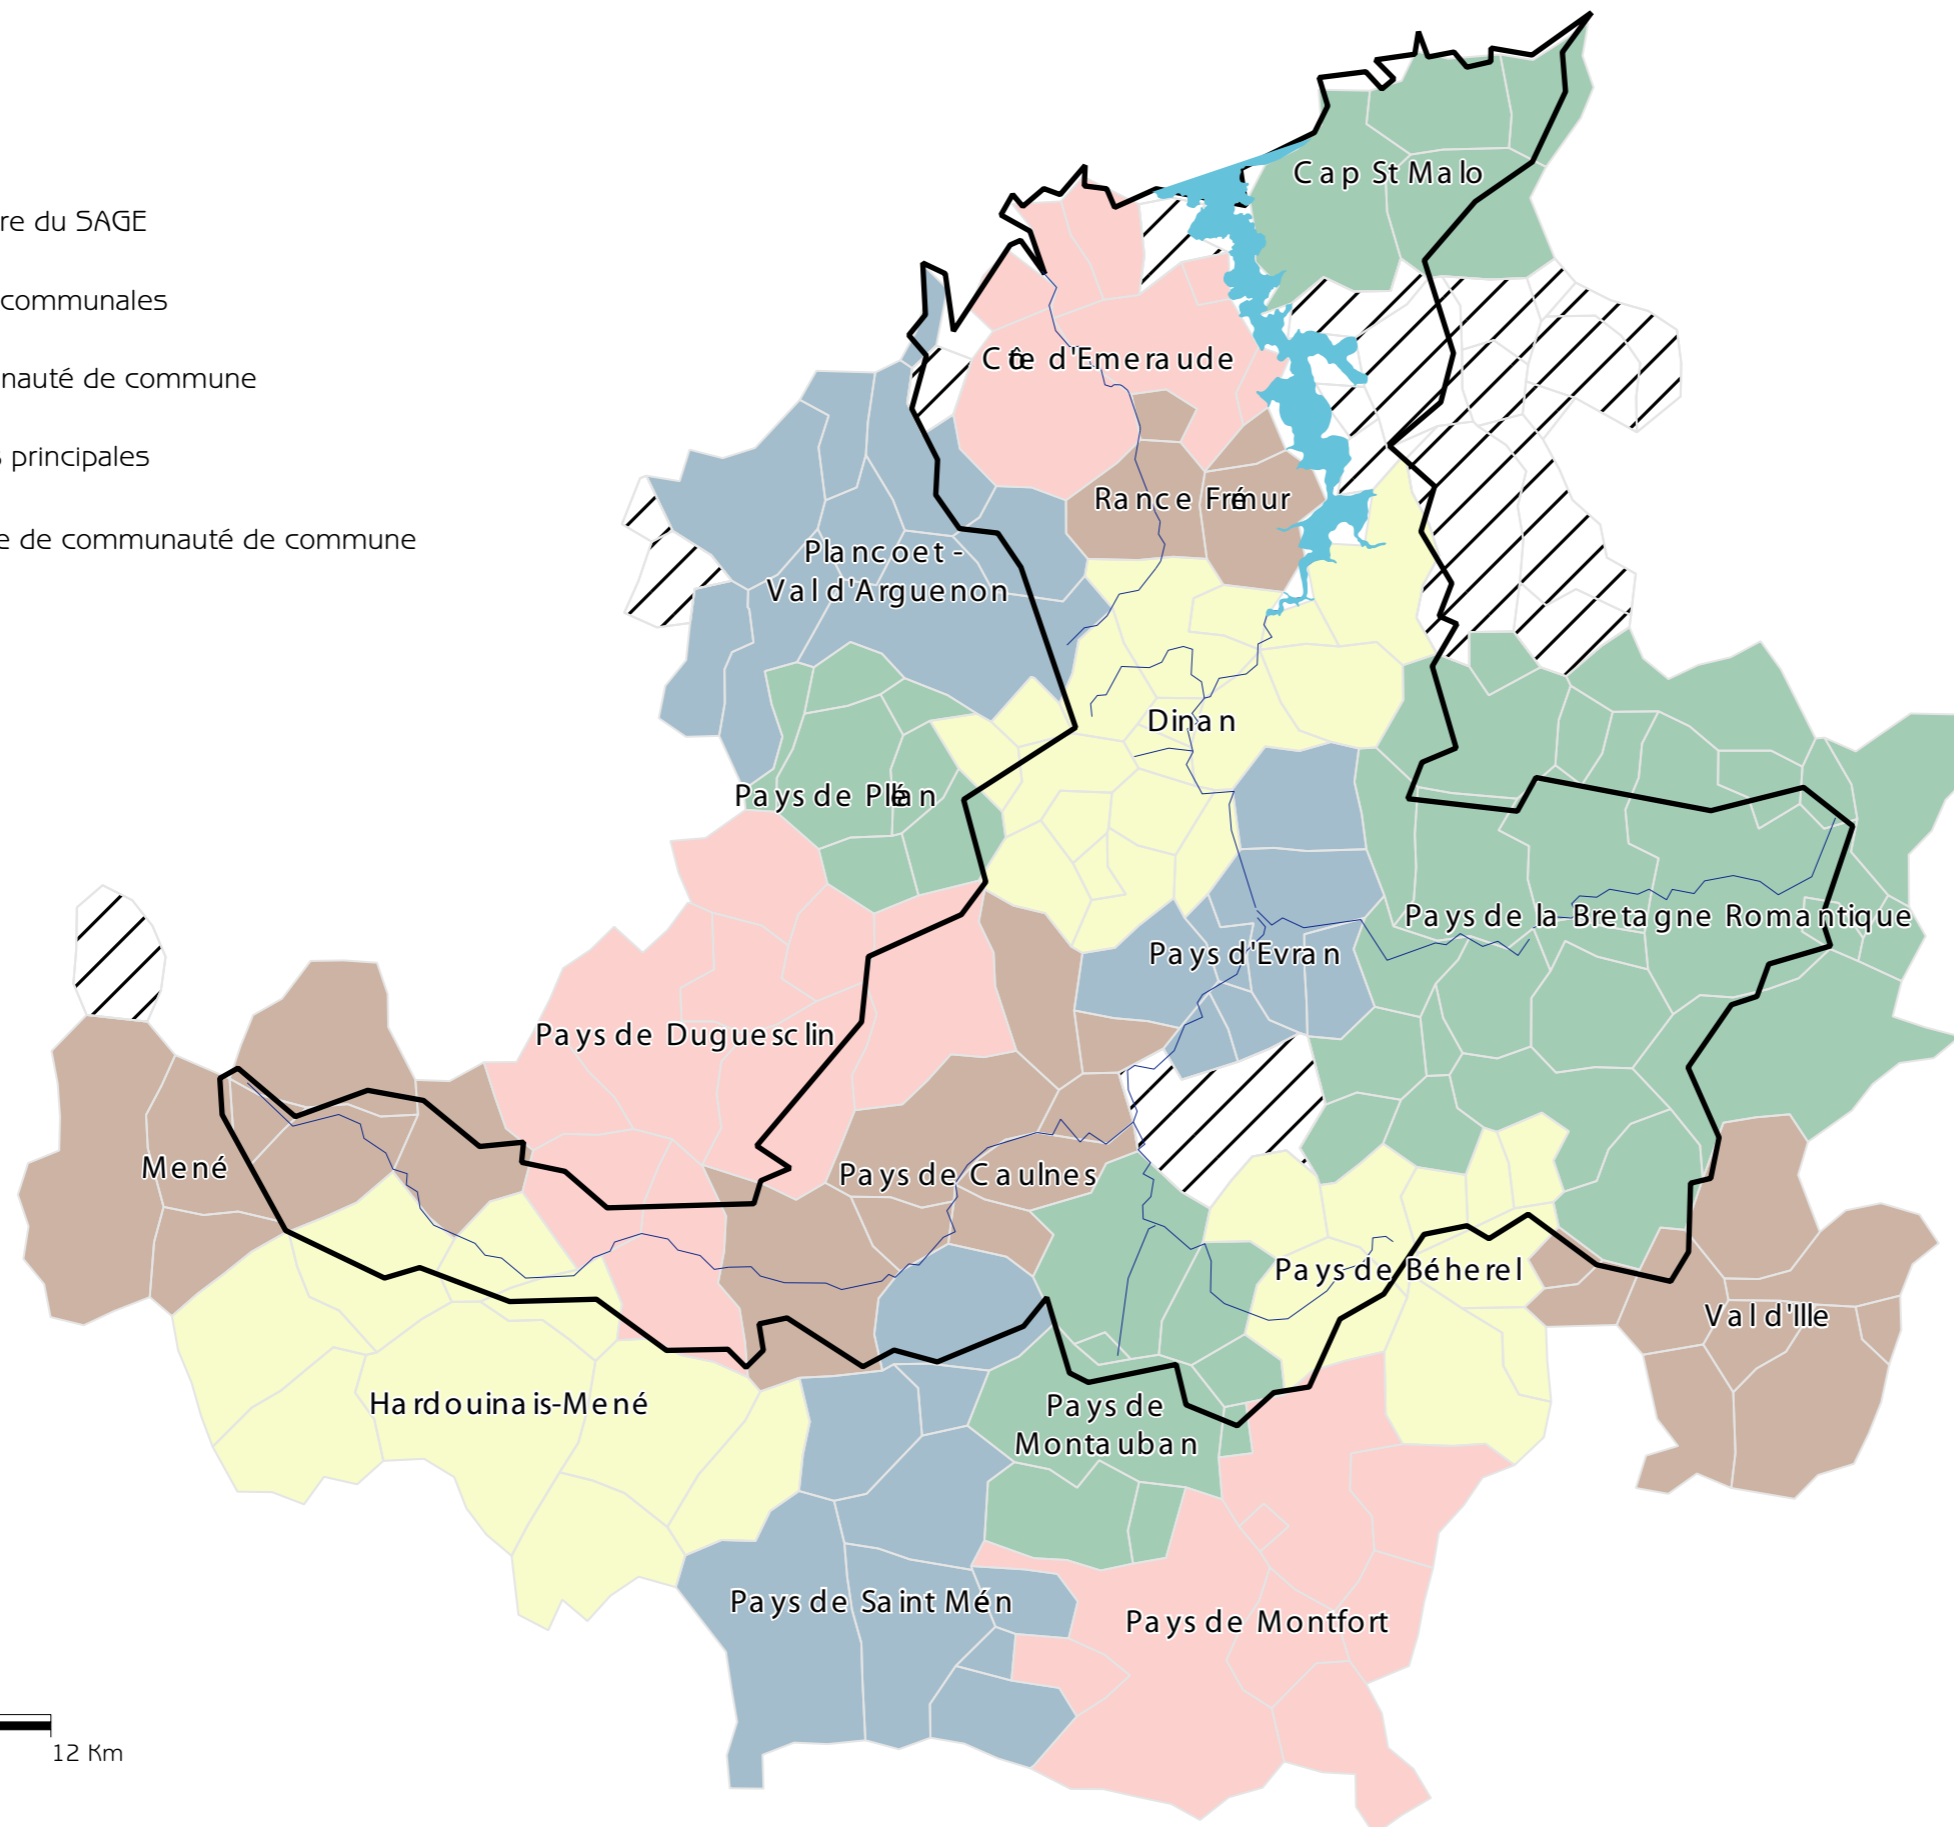 re du SAGE
communales
nauté de commune
s principales
e de communauté de commune
Cap St Malo
Côte d'Emeraude
Rance Frémur
Plancoet -
Val d'Arguenon
Dinan
Pays de Plélan
Pays de la Bretagne Romantique
Pays d'Evran
Pays de Duguesclin
Mené
Pays de Caulnes
Pays de Béherel
Val d'Ille
Hardouinais-Mené
Pays de
Montauban
Pays de Saint Mén
Pays de Montfort
12 Km